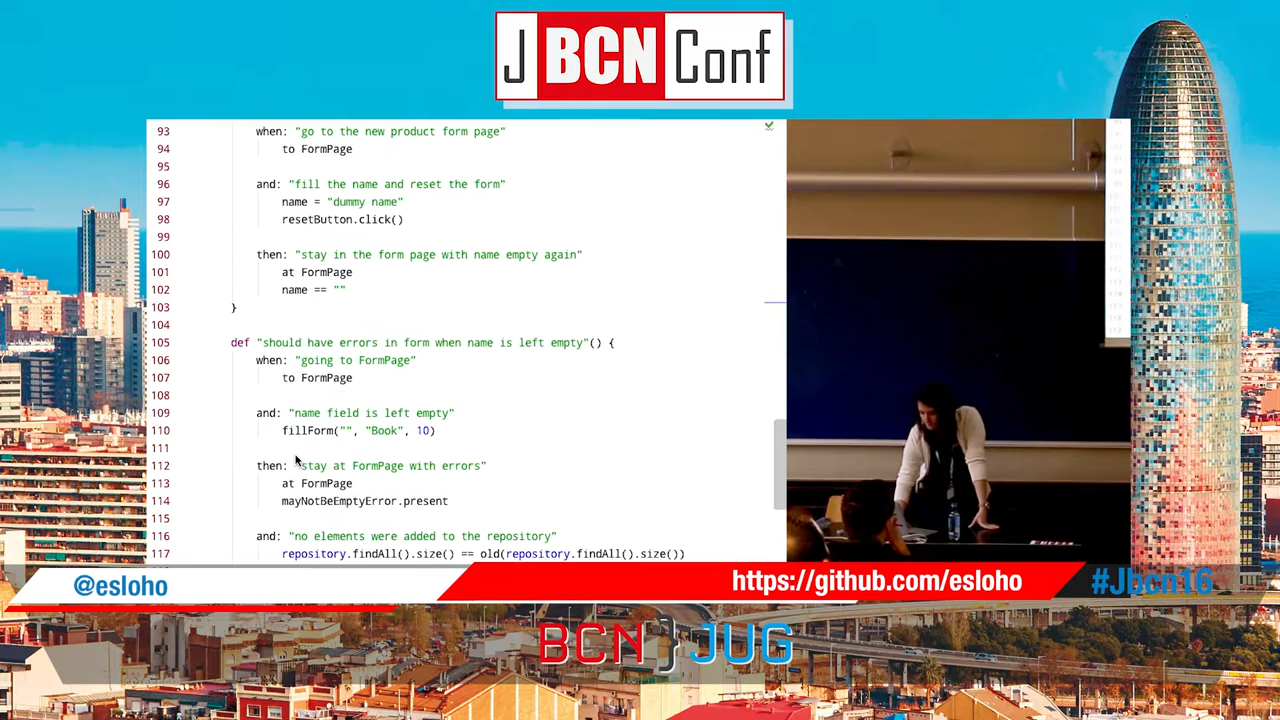 J BCN Conf
93 when: "go to the new product form page"
94 to FormPage
95
96 and: "fill the name and reset the form"
97 name = "dummy name"
98 resetButton.click()
99
100 then: "stay in the form page with name empty again"
101 at FormPage
102 name == ""
103 }
104
105 def "should have errors in form when name is left empty"() {
106 when: "going to FormPage"
107 to FormPage
108
109 and: "name field is left empty"
110 fillForm("", "Book", 10)
111
112 then: "stay at FormPage with errors"
113 at FormPage
114 mayNotBeEmptyError.present
115
116 and: "no elements were added to the repository"
117 repository.findAll().size() == old(repository.findAll().size())
@esloho
https://github.com/esloho
#Jbcn16
BCN JUG